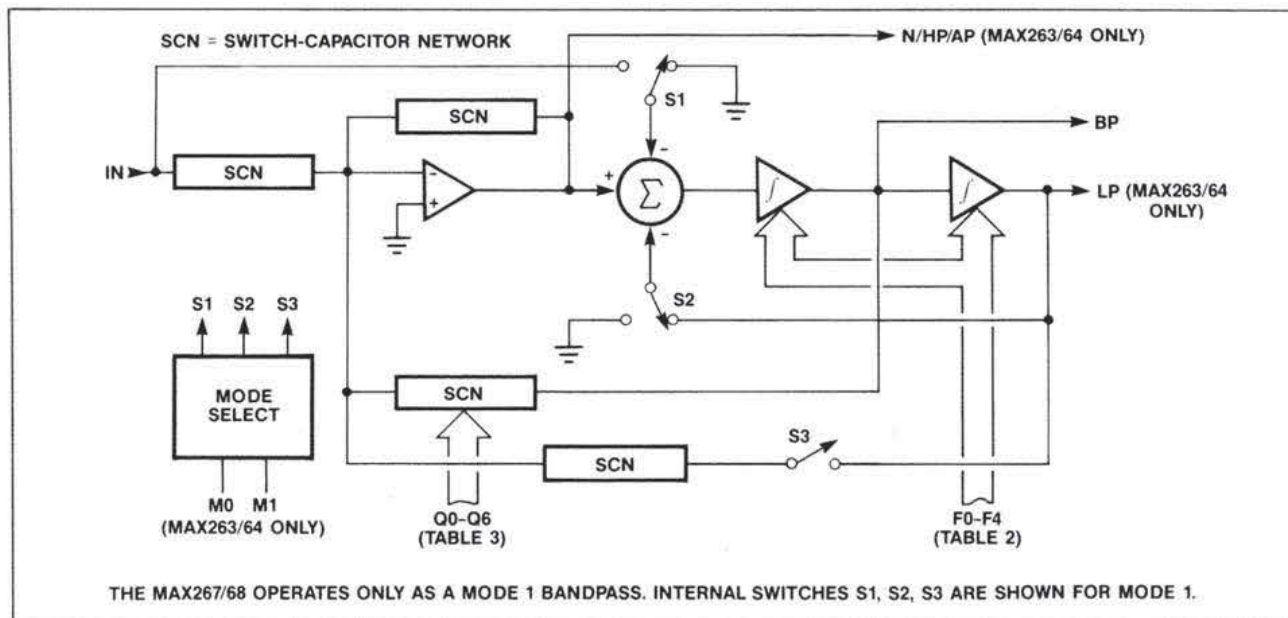 SCN = SWITCH-CAPACITOR NETWORK
N/HP/AP (MAX263/64 ONLY)
S1
SCN
−
BP
IN
SCN
−
+
+
Σ
∫
∫
LP (MAX263/64
ONLY)
−
S2
S1 S2 S3
MODE
SELECT
SCN
S3
SCN
M0 M1
(MAX263/64 ONLY)
Q0–Q6
(TABLE 3)
F0–F4
(TABLE 2)
THE MAX267/68 OPERATES ONLY AS A MODE 1 BANDPASS. INTERNAL SWITCHES S1, S2, S3 ARE SHOWN FOR MODE 1.